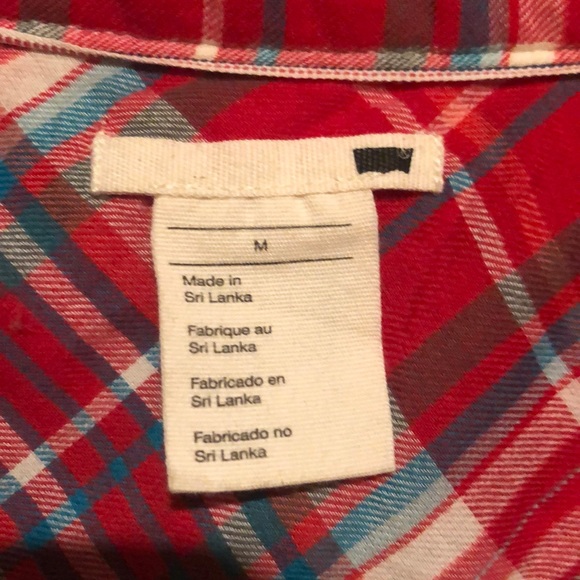 M
Made in
Sri Lanka
Fabrique au
Sri Lanka
Fabricado en
Sri Lanka
Fabricado no
Sri Lanka